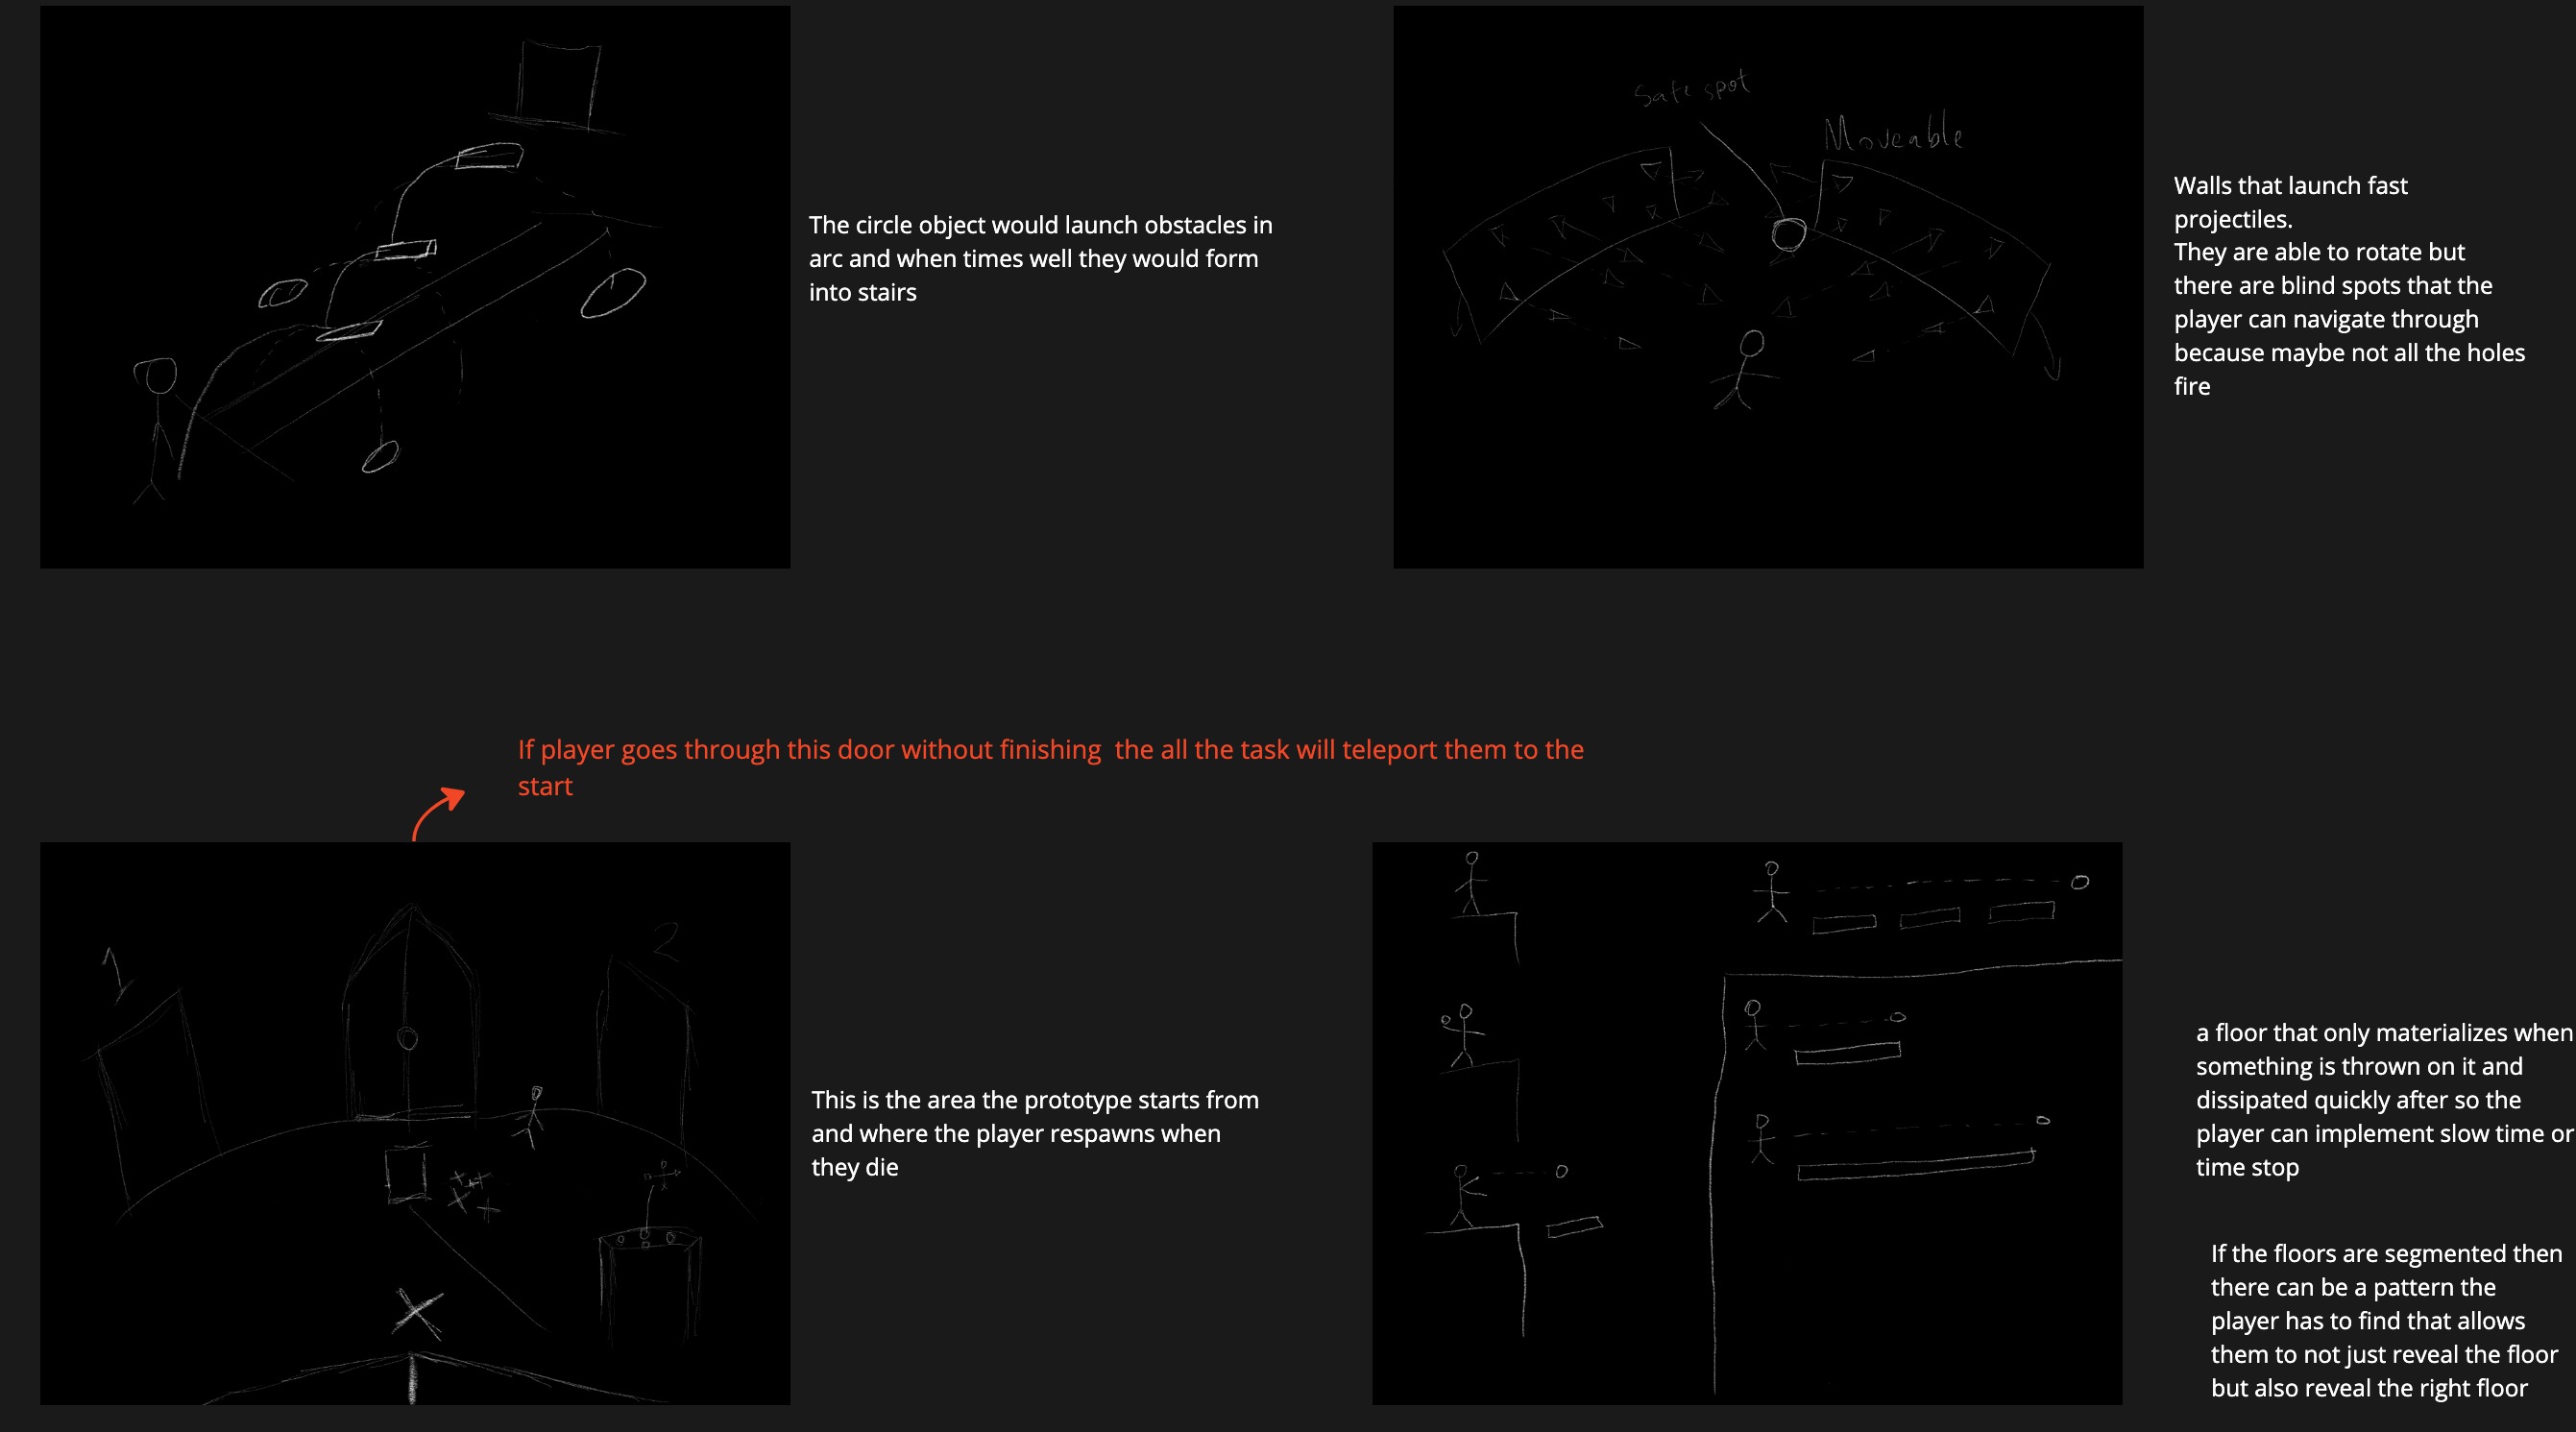 The circle object would launch obstacles in
arc and when times well they would form
into stairs
Safe spot
Moveable
Walls that launch fast
projectiles.
They are able to rotate but
there are blind spots that the
player can navigate through
because maybe not all the holes
fire
If player goes through this door without finishing  the all the task will teleport them to the
start
1
2
This is the area the prototype starts from
and where the player respawns when
they die
a floor that only materializes when
something is thrown on it and
dissipated quickly after so the
player can implement slow time or
time stop
If the floors are segmented then
there can be a pattern the
player has to find that allows
them to not just reveal the floor
but also reveal the right floor